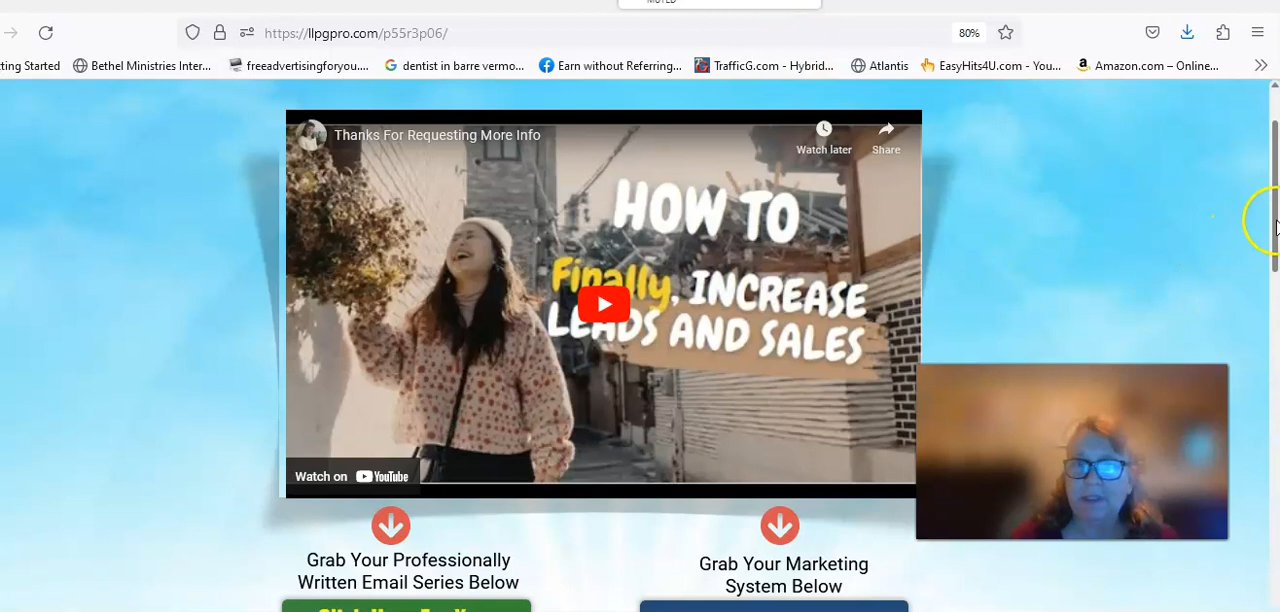 MUTED
https://llpgpro.com/p55r3p06/
80%
ting Started
Bethel Ministries Inter...
freeadvertisingforyou....
dentist in barre vermo...
Earn without Referring...
TrafficG.com - Hybrid...
Atlantis
EasyHits4U.com - You...
Amazon.com – Online...
Thanks For Requesting More Info
Watch later
Share
HOW TO
Finally, INCREASE
LEADS AND SALES
Watch on YouTube
Grab Your Professionally
Written Email Series Below
Grab Your Marketing
System Below